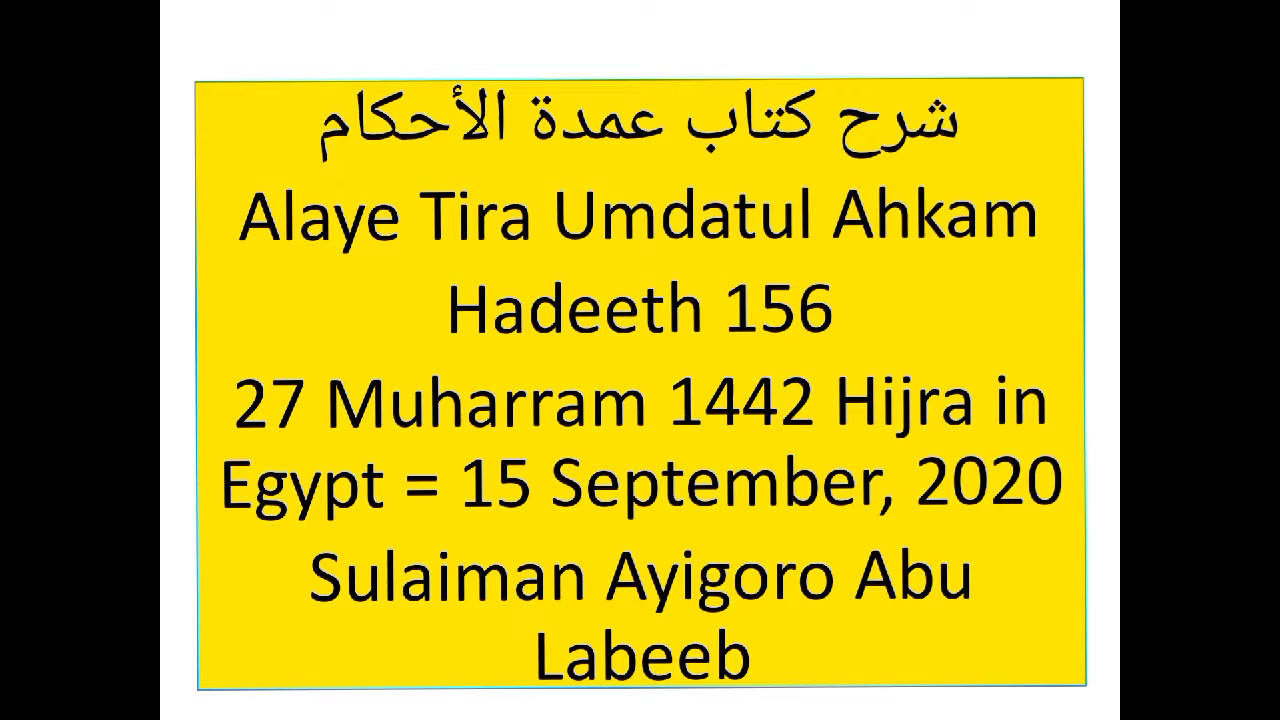 شرح كتاب عمدة الأحكام
Alaye Tira Umdatul Ahkam
Hadeeth 156
27 Muharram 1442 Hijra in
Egypt = 15 September, 2020
Sulaiman Ayigoro Abu
Labeeb